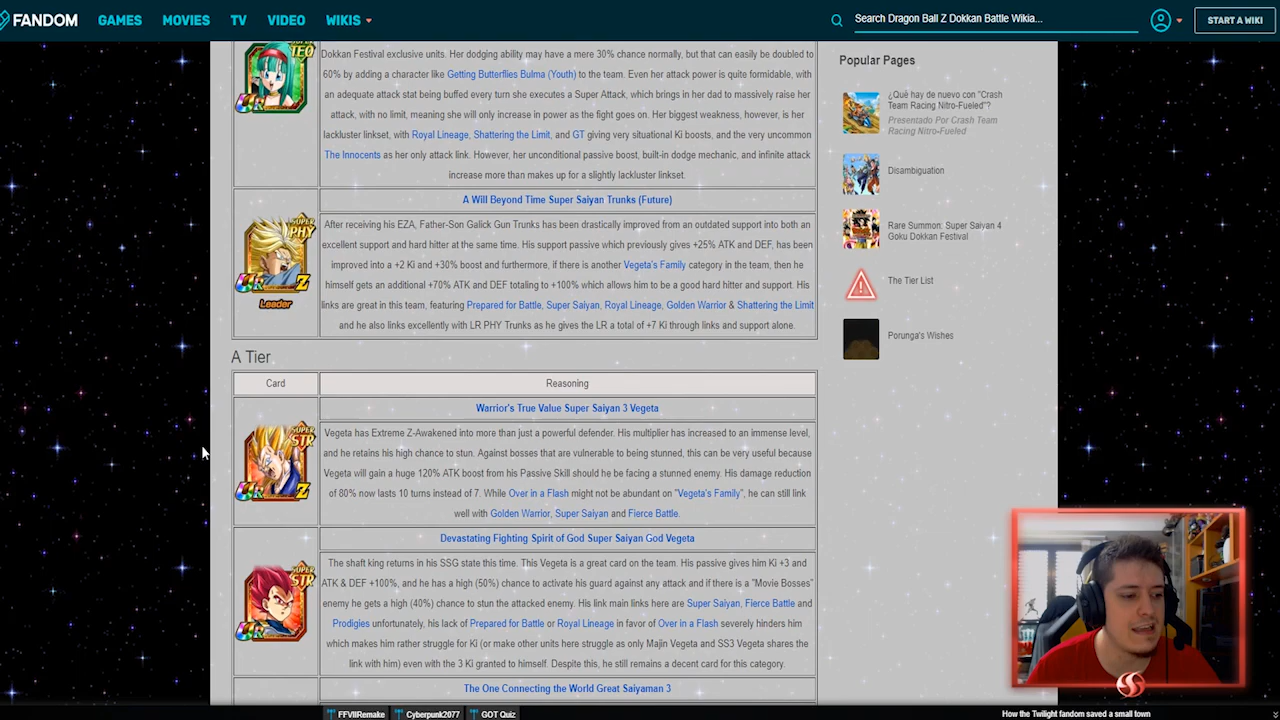 FANDOM
GAMES
MOVIES
TV
VIDEO
WIKIS
Search Dragon Ball Z Dokkan Battle Wikia...
START A WIKI
SUPER TEQ
UR
Dokkan Festival exclusive units. Her dodging ability may have a mere 30% chance normally, but that can easily be doubled to
60% by adding a character like Getting Butterflies Bulma (Youth) to the team. Even her attack power is quite formidable, with
an adequate attack stat being buffed every turn she executes a Super Attack, which brings in her dad to massively raise her
attack, with no limit, meaning she will only increase in power as the fight goes on. Her biggest weakness, however, is her
lackluster linkset, with Royal Lineage, Shattering the Limit, and GT giving very situational Ki boosts, and the very uncommon
The Innocents as her only attack link. However, her unconditional passive boost, built-in dodge mechanic, and infinite attack
increase more than makes up for a slightly lackluster linkset.
A Will Beyond Time Super Saiyan Trunks (Future)
SUPER PHY
UR Z
Leader
After receiving his EZA, Father-Son Galick Gun Trunks has been drastically improved from an outdated support into both an
excellent support and hard hitter at the same time. His support passive which previously gives +25% ATK and DEF, has been
improved into a +2 Ki and +30% boost and furthermore, if there is another Vegeta's Family category in the team, then he
himself gets an additional +70% ATK and DEF totaling to +100% which allows him to be a good hard hitter and support. His
links are great in this team, featuring Prepared for Battle, Super Saiyan, Royal Lineage, Golden Warrior & Shattering the Limit
and he also links excellently with LR PHY Trunks as he gives the LR a total of +7 Ki through links and support alone.
A Tier
Card
Reasoning
Warrior's True Value Super Saiyan 3 Vegeta
SUPER STR
UR Z
Vegeta has Extreme Z-Awakened into more than just a powerful defender. His multiplier has increased to an immense level,
and he retains his high chance to stun. Against bosses that are vulnerable to being stunned, this can be very useful because
Vegeta will gain a huge 120% ATK boost from his Passive Skill should he be facing a stunned enemy. His damage reduction
of 80% now lasts 10 turns instead of 7. While Over in a Flash might not be abundant on "Vegeta's Family", he can still link
well with Golden Warrior, Super Saiyan and Fierce Battle.
Devastating Fighting Spirit of God Super Saiyan God Vegeta
SUPER STR
UR
The shaft king returns in his SSG state this time. This Vegeta is a great card on the team. His passive gives him Ki +3 and
ATK & DEF +100%, and he has a high (50%) chance to activate his guard against any attack and if there is a "Movie Bosses"
enemy he gets a high (40%) chance to stun the attacked enemy. His link main links here are Super Saiyan, Fierce Battle and
Prodigies unfortunately, his lack of Prepared for Battle or Royal Lineage in favor of Over in a Flash severely hinders him
which makes him rather struggle for Ki (or make other units here struggle as only Majin Vegeta and SS3 Vegeta shares the
link with him) even with the 3 Ki granted to himself. Despite this, he still remains a decent card for this category.
The One Connecting the World Great Saiyaman 3
Popular Pages
¿Qué hay de nuevo con "Crash
Team Racing Nitro-Fueled"?
Presentado Por Crash Team
Racing Nitro-Fueled
Disambiguation
Rare Summon: Super Saiyan 4
Goku Dokkan Festival
The Tier List
Porunga's Wishes
FFVIIRemake
Cyberpunk2077
GOT Quiz
How the Twilight fandom saved a small town